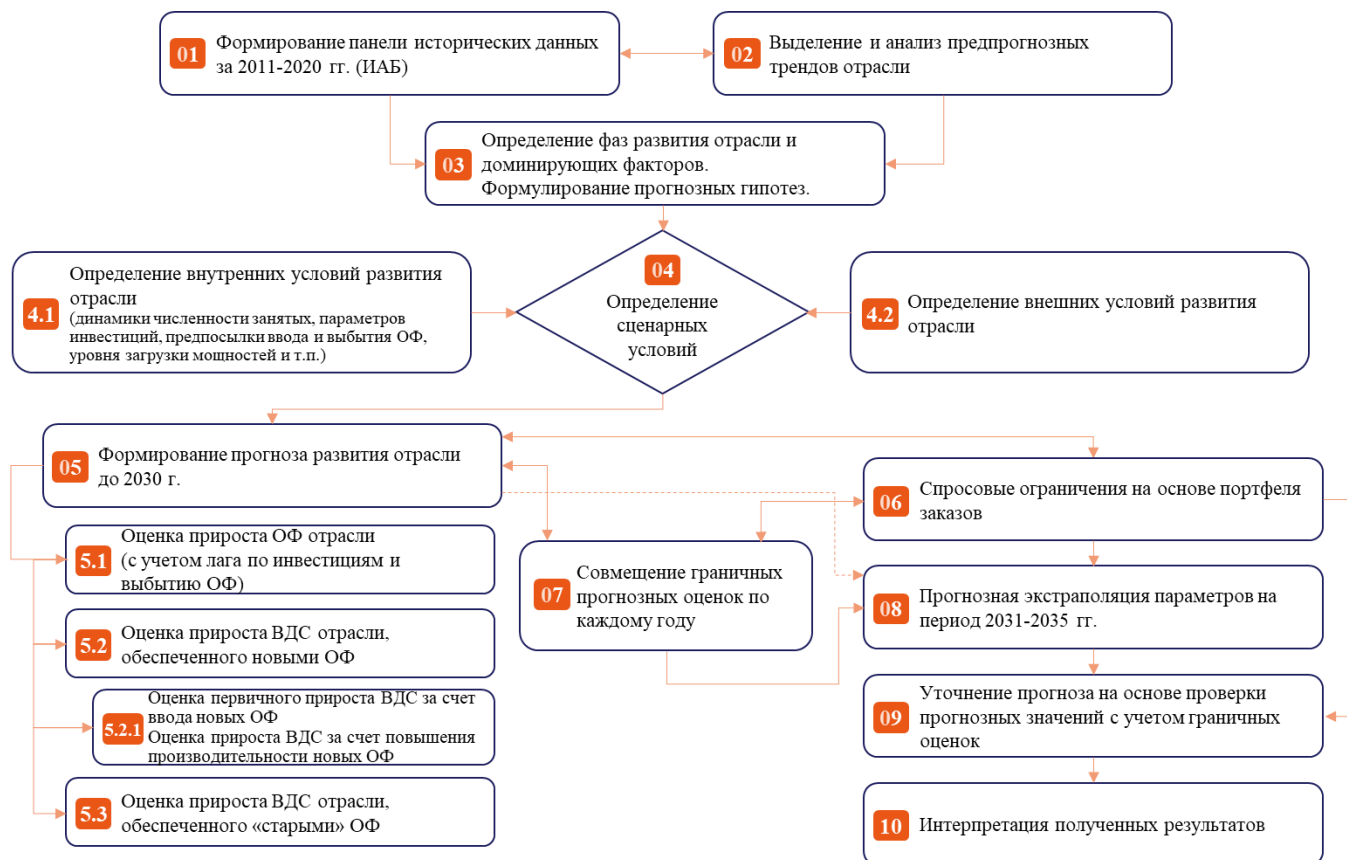 01
Формирование панели исторических данных
за 2011-2020 гг. (ИАБ)
02
Выделение и анализ предпрогнозных
трендов отрасли
03
Определение фаз развития отрасли и
доминирующих факторов.
Формулирование прогнозных гипотез.
04
Определение
сценарных
условий
4.1
Определение внутренних условий развития
отрасли
(динамики численности занятых, параметров
инвестиций, предпосылки ввода и выбытия ОФ,
уровня загрузки мощностей и т.п.)
4.2
Определение внешних условий развития
отрасли
05
Формирование прогноза развития отрасли
до 2030 г.
5.1
Оценка прироста ОФ отрасли
(с учетом лага по инвестициям и
выбытию ОФ)
5.2
Оценка прироста ВДС отрасли,
обеспеченного новыми ОФ
5.2.1
Оценка первичного прироста ВДС за счет
ввода новых ОФ
Оценка прироста ВДС за счет повышения
производительности новых ОФ
5.3
Оценка прироста ВДС отрасли,
обеспеченного «старыми» ОФ
06
Спросовые ограничения на основе портфеля
заказов
07
Совмещение граничных
прогнозных оценок по
каждому году
08
Прогнозная экстраполяция параметров на
период 2031-2035 гг.
09
Уточнение прогноза на основе проверки
прогнозных значений с учетом граничных
оценок
10
Интерпретация полученных результатов